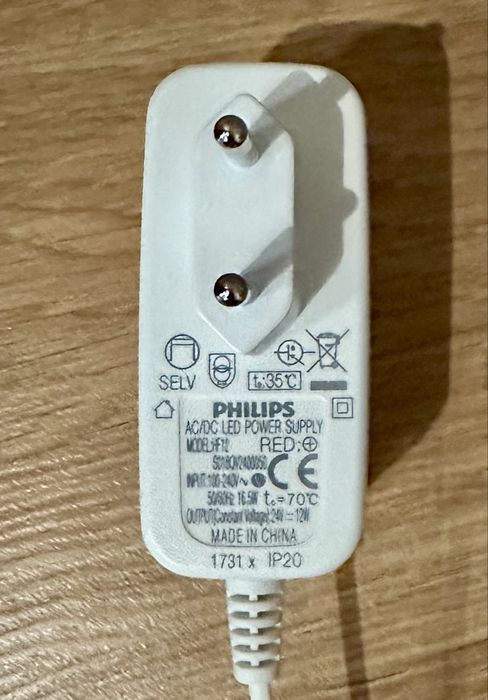 SELV
ta:35℃
PHILIPS
AC/DC LED POWER SUPPLY
MODEL:HF12 RED:⊕
INPUT:100-240V~
50/60Hz 16.5W tc=70℃
OUTPUT(Constant Voltage):24V⎓12W
MADE IN CHINA
1731 x IP20
CE